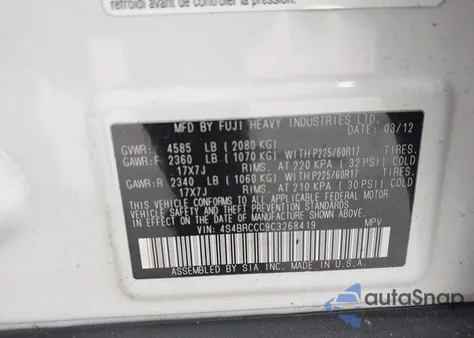 refroidi avant de contrôler la pression.
MFD BY FUJI HEAVY INDUSTRIES LTD.
DATE: 03/12
GVWR: 4585 LB (2080 KG)
GAWR:F 2360 LB (1070 KG) WITH P225/60R17 TIRES.
17X7J RIMS. AT 220 KPA ( 32 PSI) COLD
GAWR:R 2340 LB (1060 KG) WITH P225/60R17 TIRES.
17X7J RIMS. AT 210 KPA ( 30 PSI) COLD
THIS VEHICLE CONFORMS TO ALL APPLICABLE FEDERAL MOTOR
VEHICLE SAFETY AND THEFT PREVENTION STANDARDS IN EFFECT
ON THE DATE OF MANUFACTURE SHOWN ABOVE.
VIN: 4S4BRCCC9C3268419 MPV
ASSEMBLED BY SIA INC. IN U.S.A.
autoSnap